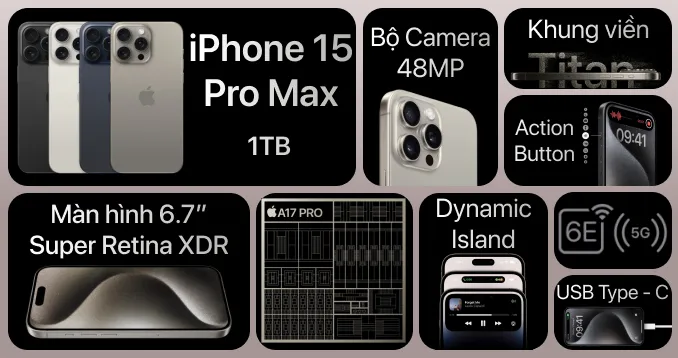 iPhone 15
Pro Max
1TB
Bộ Camera
48MP
Khung viền
Titan
Action
Button
09:41
Màn hình 6.7”
Super Retina XDR
A17 PRO
Dynamic
Island
6E
5G
USB Type - C
09:41